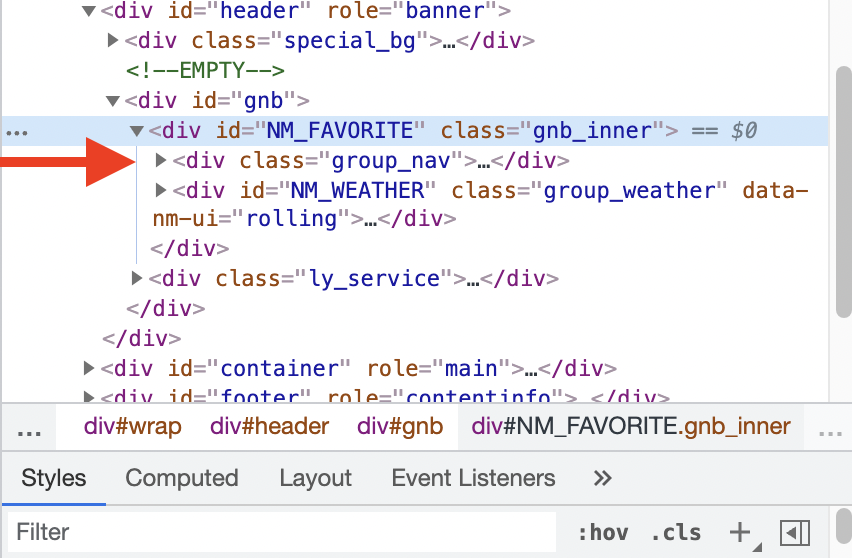 ▼<div id="header" role="banner">
▶<div class="special_bg">…</div>
<!--EMPTY-->
▼<div id="gnb">
… ▼<div id="NM_FAVORITE" class="gnb_inner"> == $0
▶<div class="group_nav">…</div>
▶<div id="NM_WEATHER" class="group_weather" data-
nm-ui="rolling">…</div>
</div>
▶<div class="ly_service">…</div>
</div>
</div>
▶<div id="container" role="main">…</div>
▶<div id="footer" role="contentinfo">…</div>
… div#wrap div#header div#gnb div#NM_FAVORITE.gnb_inner …
Styles Computed Layout Event Listeners »
Filter :hov .cls +